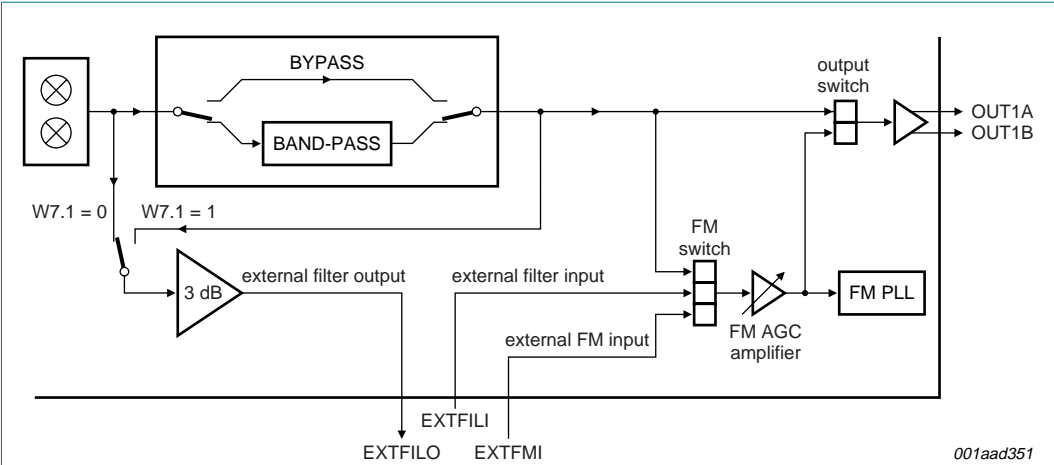 BYPASS
BAND-PASS
output
switch
OUT1A
OUT1B
W7.1 = 0
W7.1 = 1
FM
switch
3 dB
external filter output
external filter input
FM PLL
external FM input
FM AGC
amplifier
EXTFILI
EXTFILO
EXTFMI
001aad351